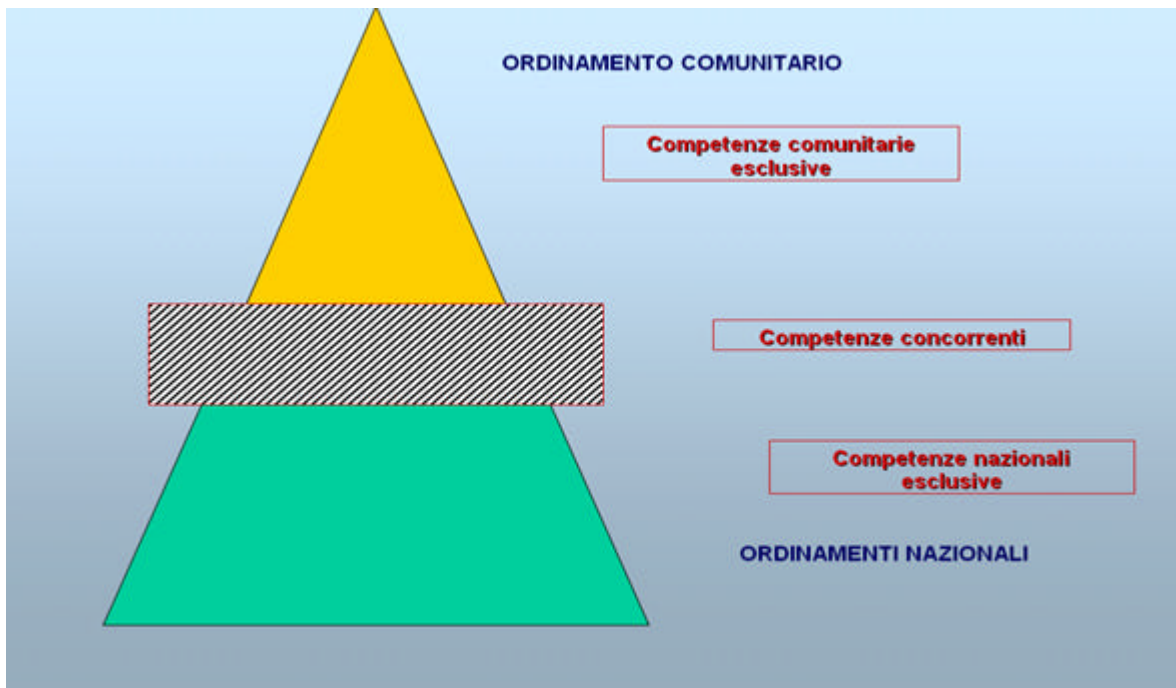 ORDINAMENTO COMUNITARIO
Competenze comunitarie
esclusive
Competenze concorrenti
Competenze nazionali
esclusive
ORDINAMENTI NAZIONALI